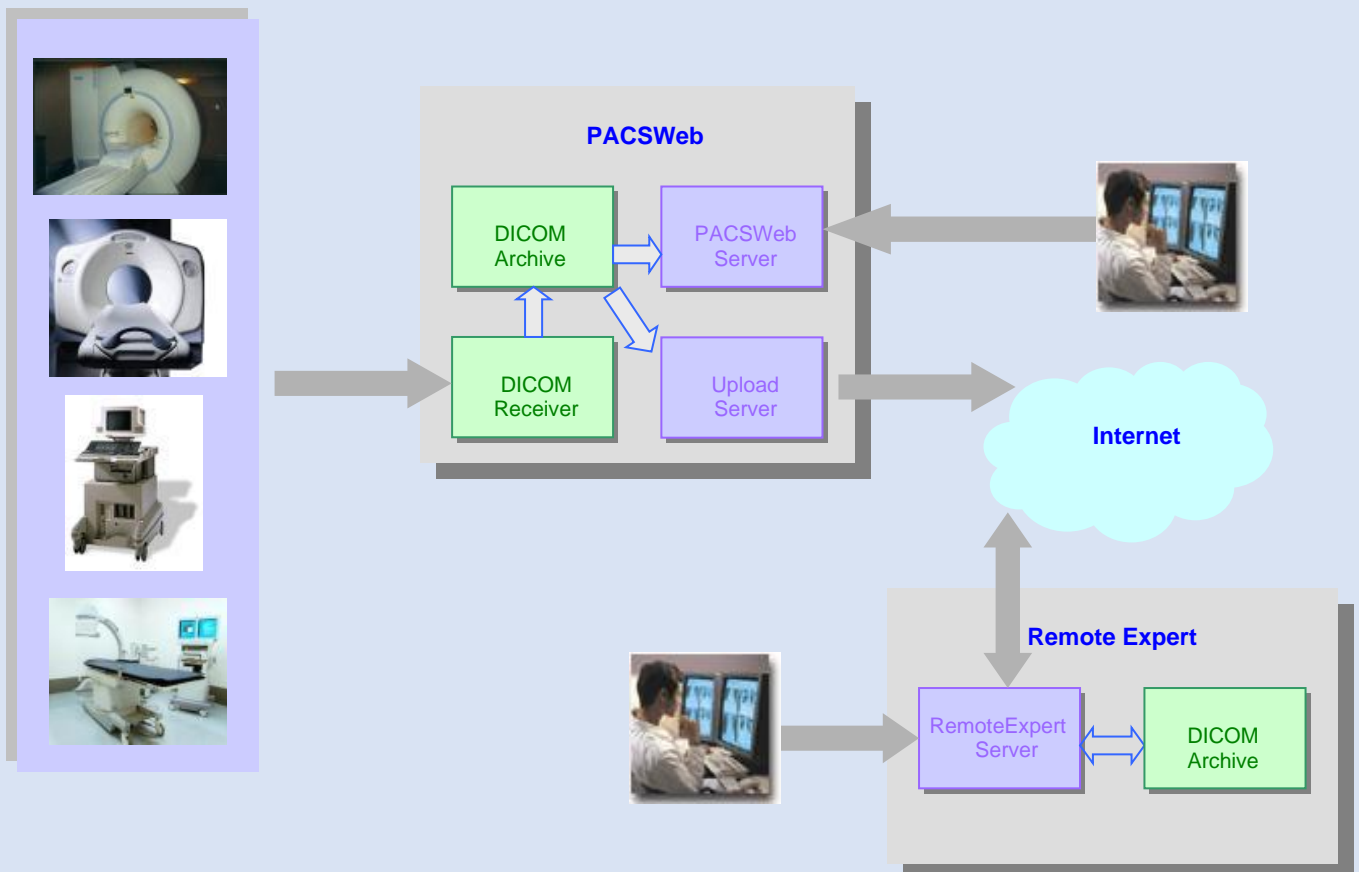 PACSWeb
DICOM
Archive
PACSWeb
Server
DICOM
Receiver
Upload
Server
Internet
Remote Expert
RemoteExpert
Server
DICOM
Archive